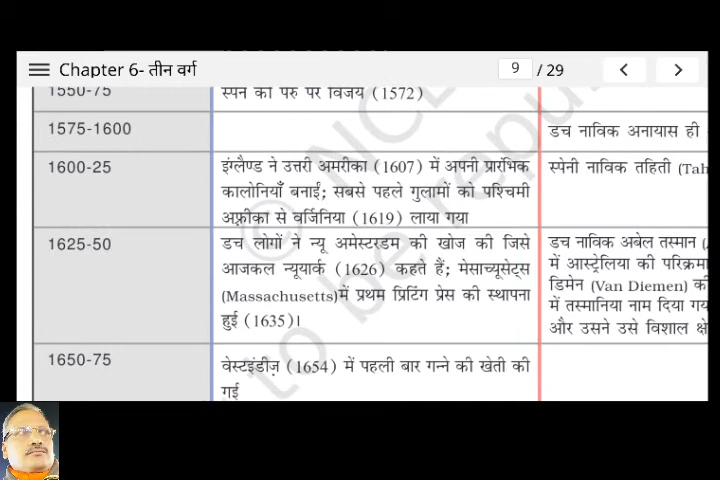 Chapter 6- तीन वर्ग
9 / 29
1550-75
स्पेन की पेरु पर विजय (1572)
1575-1600
डच नाविक अनायास ही
1600-25
इंग्लैण्ड ने उत्तरी अमरीका (1607) में अपनी प्रारंभिक
कालोनियाँ बनाईं; सबसे पहले गुलामों को पश्चिमी
अफ़्रीका से वर्जिनिया (1619) लाया गया
स्पेनी नाविक तहिती (Tah
1625-50
डच लोगों ने न्यू अमेस्टरडम की खोज की जिसे
आजकल न्यूयार्क (1626) कहते हैं; मेसाच्यूसेट्स
(Massachusetts) में प्रथम प्रिटिंग प्रेस की स्थापना
हुई (1635)।
डच नाविक अबेल तस्मान (
में आस्ट्रेलिया की परिक्रमा
डिमेन (Van Diemen) की
में तस्मानिया नाम दिया गय
और उसने उसे विशाल क्षे
1650-75
वेस्टइंडीज़ (1654) में पहली बार गन्ने की खेती की
गई